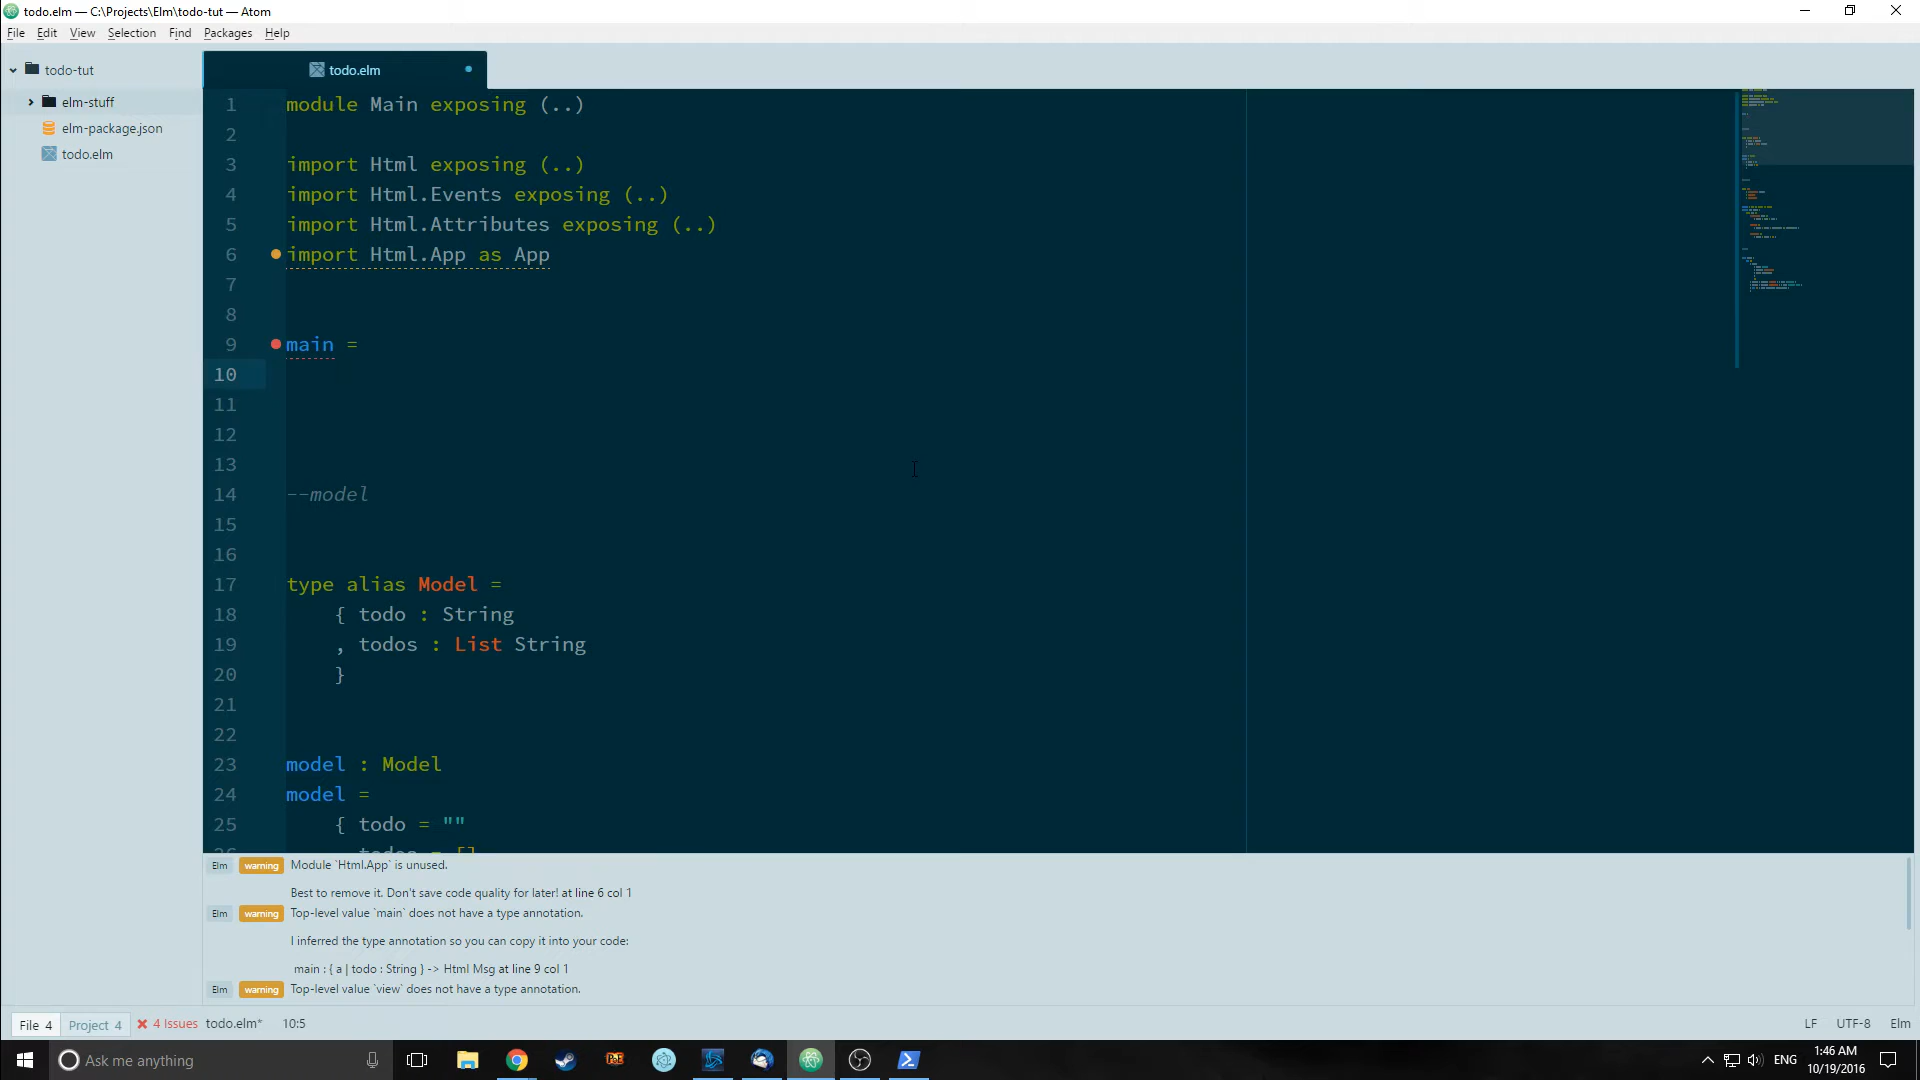 todo.elm — C:\Projects\Elm\todo-tut — Atom
File Edit View Selection Find Packages Help
todo-tut
elm-stuff
elm-package.json
todo.elm
todo.elm
1 module Main exposing (..)
2
3 import Html exposing (..)
4 import Html.Events exposing (..)
5 import Html.Attributes exposing (..)
6 import Html.App as App
7
8
9 main =
10
11
12
13
14 --model
15
16
17 type alias Model =
18 { todo : String
19 , todos : List String
20 }
21
22
23 model : Model
24 model =
25 { todo = ""
Elm warning Module `Html.App` is unused.
Best to remove it. Don't save code quality for later! at line 6 col 1
Elm warning Top-level value `main` does not have a type annotation.
I inferred the type annotation so you can copy it into your code:
main : { a | todo : String } -> Html Msg at line 9 col 1
Elm warning Top-level value `view` does not have a type annotation.
File 4 Project 4 4 Issues todo.elm* 10:5 LF UTF-8 Elm
Ask me anything
ENG
1:46 AM
10/19/2016